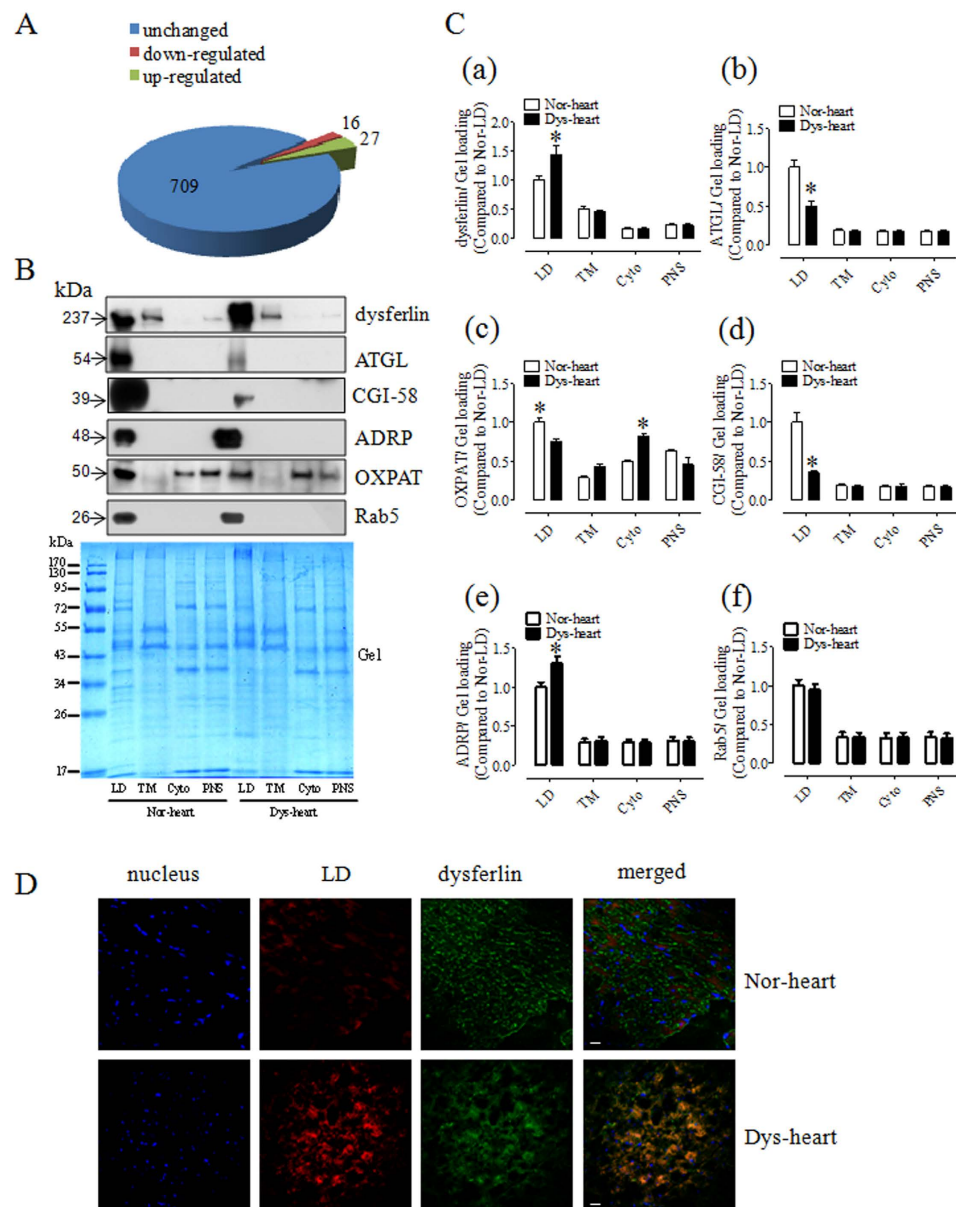 A
unchanged
down-regulated
up-regulated
709
16
27
B
kDa
237
dysferlin
54
ATGL
39
CGI-58
48
ADRP
50
OXPAT
26
Rab5
kDa
170
130
95
72
55
43
34
26
17
Gel
LD TM Cyto PNS LD TM Cyto PNS
Nor-heart Dys-heart
C
(a)
Nor-heart
Dys-heart
dysferlin/ Gel loading
(Compared to Nor-LD)
2.0
1.5
1.0
0.5
0.0
*
LD TM Cyto PNS
(b)
Nor-heart
Dys-heart
ATGL/ Gel loading
(Compared to Nor-LD)
1.5
1.0
0.5
0.0
*
LD TM Cyto PNS
(c)
Nor-heart
Dys-heart
OXPAT/ Gel loading
(Compared to Nor-LD)
1.5
1.0
0.5
0.0
* *
LD TM Cyto PNS
(d)
Nor-heart
Dys-heart
CGI-58/ Gel loading
(Compared to Nor-LD)
1.5
1.0
0.5
0.0
*
LD TM Cyto PNS
(e)
Nor-heart
Dys-heart
ADRP/ Gel loading
(Compared to Nor-LD)
1.5
1.0
0.5
0.0
*
LD TM Cyto PNS
(f)
Nor-heart
Dys-heart
Rab5/ Gel loading
(Compared to Nor-LD)
1.5
1.0
0.5
0.0
LD TM Cyto PNS
D
nucleus LD dysferlin merged
Nor-heart
Dys-heart